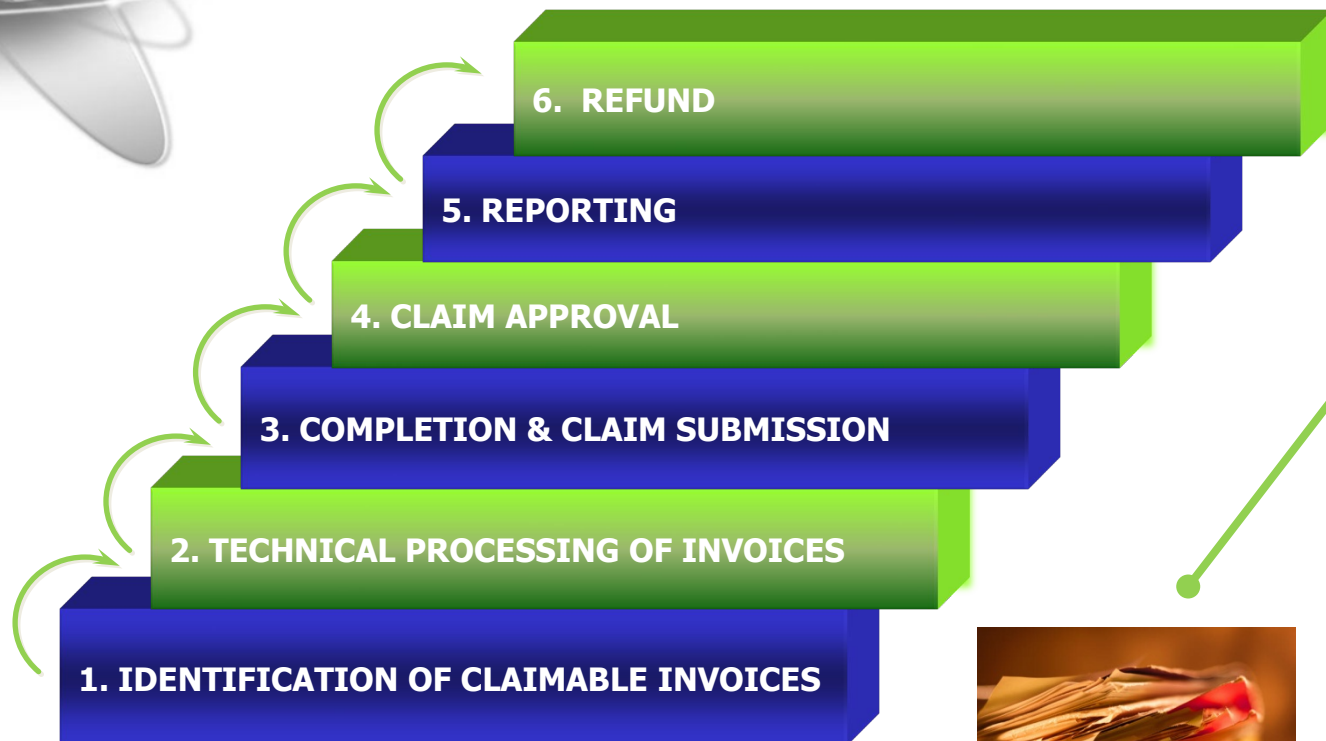 6. REFUND
5. REPORTING
4. CLAIM APPROVAL
3. COMPLETION & CLAIM SUBMISSION
2. TECHNICAL PROCESSING OF INVOICES
1. IDENTIFICATION OF CLAIMABLE INVOICES